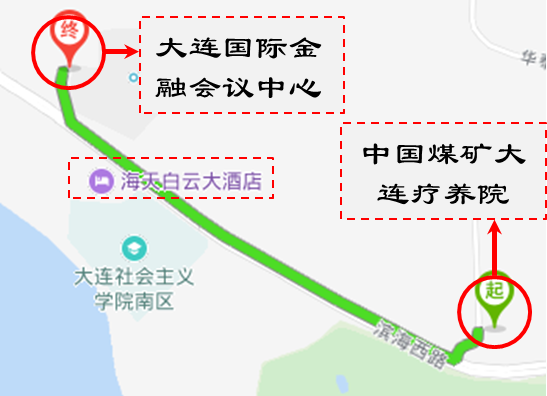 终
大连国际金
融会议中心
华泰
中国煤矿大
连疗养院
海天白云大酒店
大连社会主义
学院南区
起
滨海西路